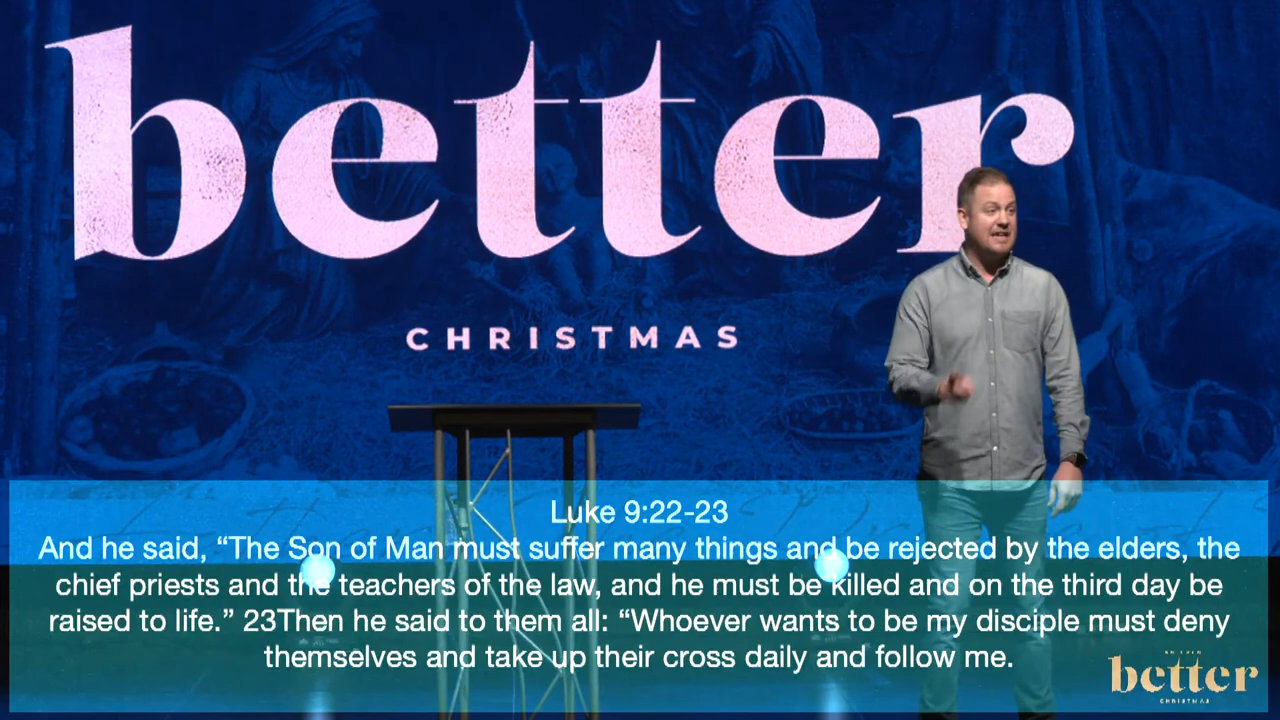 better
CHRISTMAS
Luke 9:22-23
And he said, “The Son of Man must suffer many things and be rejected by the elders, the
chief priests and the teachers of the law, and he must be killed and on the third day be
raised to life.” 23Then he said to them all: “Whoever wants to be my disciple must deny
themselves and take up their cross daily and follow me.
better
CHRISTMAS